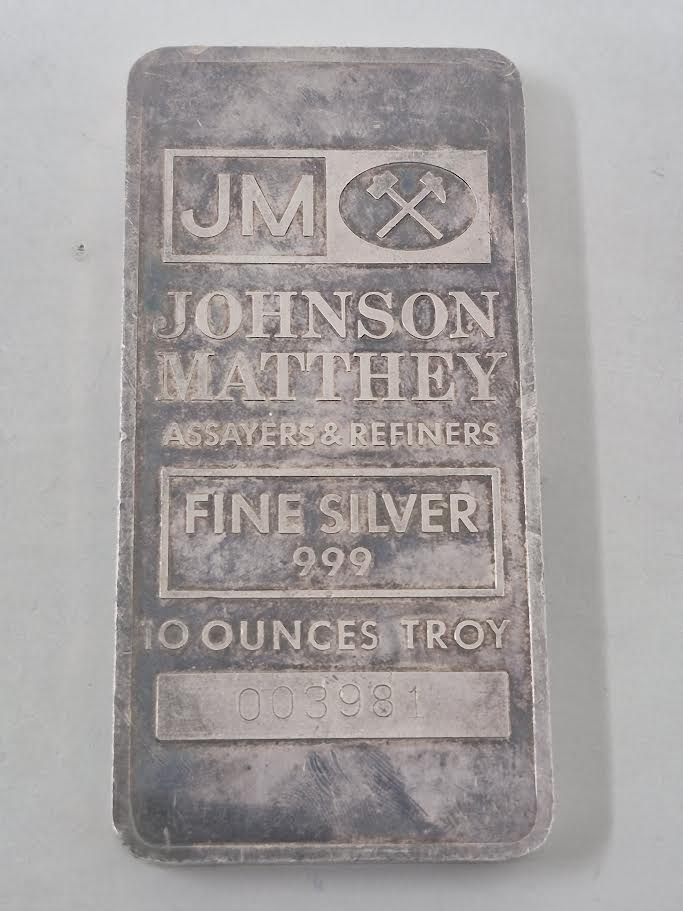 JM
JOHNSON
MATTHEY
ASSAYERS & REFINERS
FINE SILVER
999
10 OUNCES TROY
003981